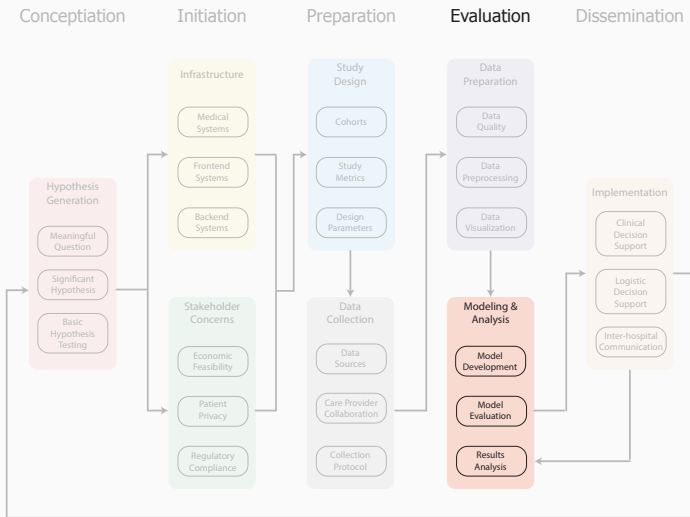 Conceptiation
Initiation
Preparation
Evaluation
Dissemination
Hypothesis
Generation
Meaningful
Question
Significant
Hypothesis
Basic
Hypothesis
Testing
Infrastructure
Medical
Systems
Frontend
Systems
Backend
Systems
Stakeholder
Concerns
Economic
Feasibility
Patient
Privacy
Regulatory
Compliance
Study
Design
Cohorts
Study
Metrics
Design
Parameters
Data
Collection
Data
Sources
Care Provider
Collaboration
Collection
Protocol
Data
Preparation
Data
Quality
Data
Preprocessing
Data
Visualization
Modeling &
Analysis
Model
Development
Model
Evaluation
Results
Analysis
Implementation
Clinical
Decision
Support
Logistic
Decision
Support
Inter-hospital
Communication